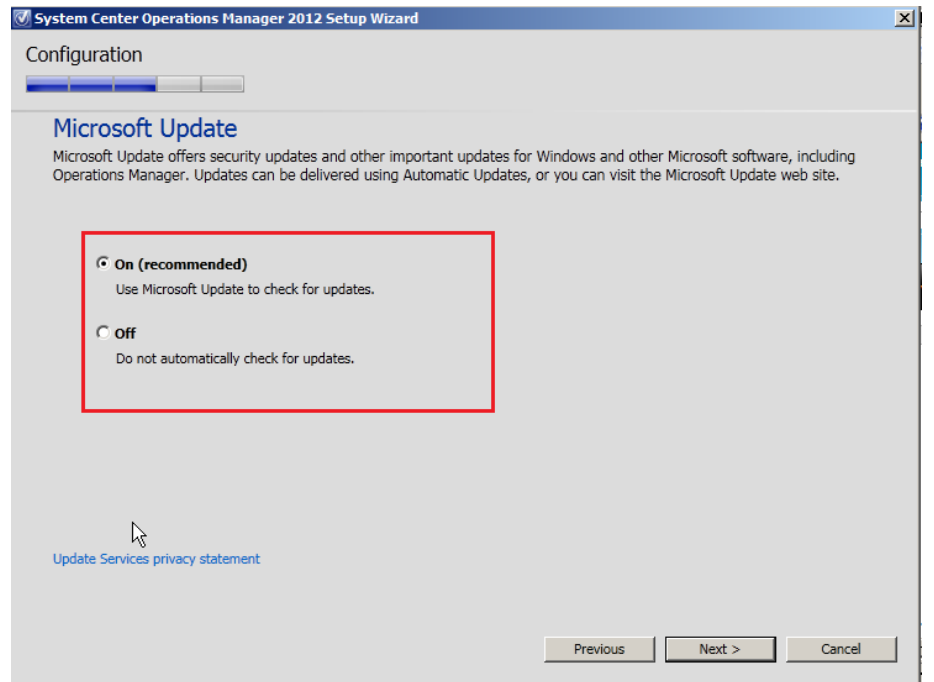 System Center Operations Manager 2012 Setup Wizard
Configuration
Microsoft Update
Microsoft Update offers security updates and other important updates for Windows and other Microsoft software, including
Operations Manager. Updates can be delivered using Automatic Updates, or you can visit the Microsoft Update web site.
On (recommended)
Use Microsoft Update to check for updates.
Off
Do not automatically check for updates.
Update Services privacy statement
Previous
Next >
Cancel